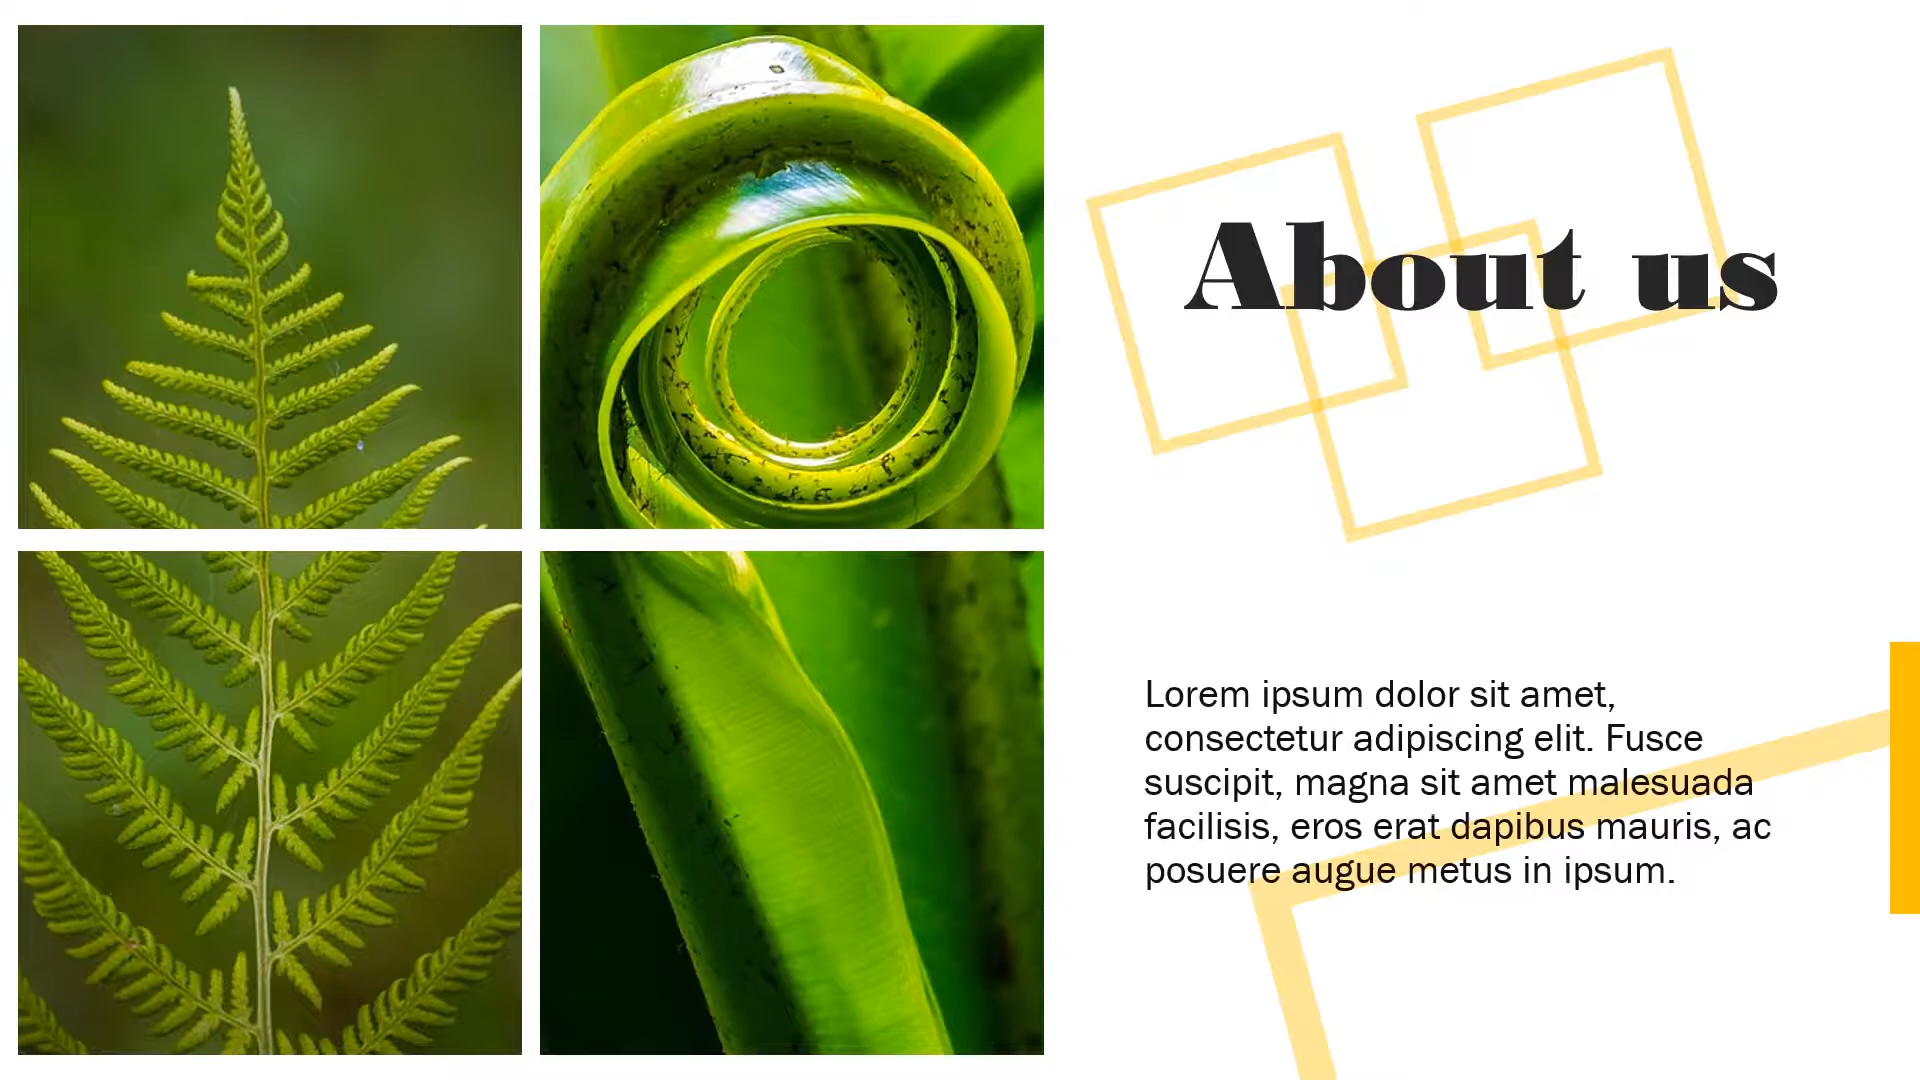 About us
Lorem ipsum dolor sit amet,
consectetur adipiscing elit. Fusce
suscipit, magna sit amet malesuada
facilisis, eros erat dapibus mauris, ac
posuere augue metus in ipsum.